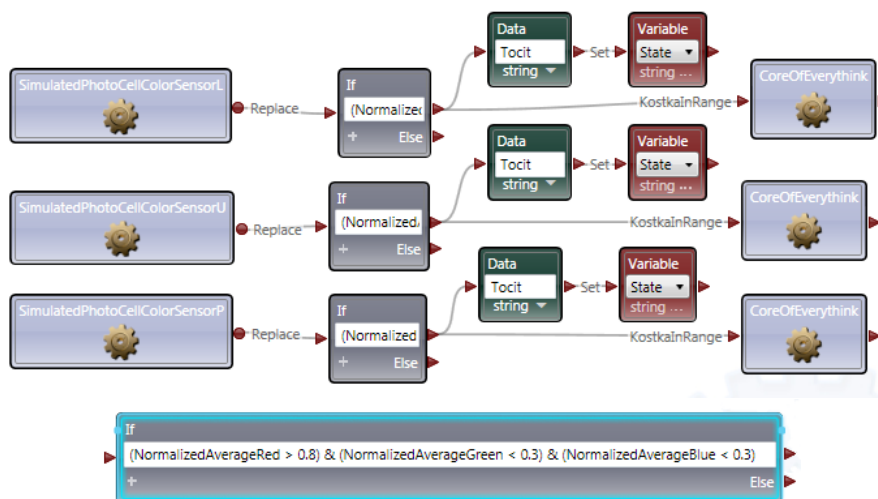 Data
Tocit
string
Set
Variable
State
string ...
SimulatedPhotoCellColorSensorL
Replace
If
(Normalized
Else
KostkaInRange
CoreOfEverythink
Data
Tocit
string
Set
Variable
State
string ...
SimulatedPhotoCellColorSensorU
Replace
If
(Normalized
Else
KostkaInRange
CoreOfEverythink
Data
Tocit
string
Set
Variable
State
string ...
SimulatedPhotoCellColorSensorP
Replace
If
(Normalized
Else
KostkaInRange
CoreOfEverythink
If
(NormalizedAverageRed > 0.8) & (NormalizedAverageGreen < 0.3) & (NormalizedAverageBlue < 0.3)
Else